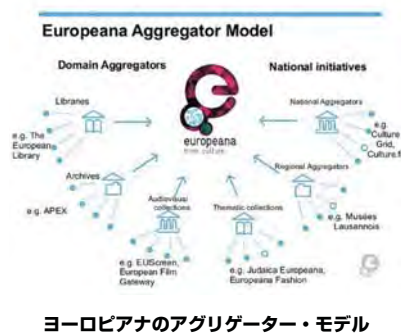 Europeana Aggregator Model
Domain Aggregators
National initiatives
Libraries
e.g. The
European
Library
Archives
e.g. APEX
Audiovisual
collections
e.g. EUScreen,
European Film
Gateway
europeana
think culture
Thematic collections
e.g. Judaica Europeana,
Europeana Fashion
National Aggregators
e.g.
Culture
Grid,
Culture.f
Regional Aggregators
e.g. Musées
Lausannois
ヨーロピアナのアグリゲーター・モデル